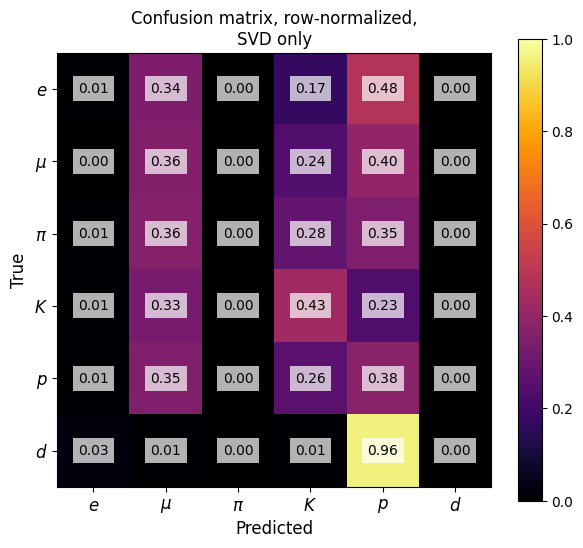 Confusion matrix, row-normalized,
SVD only
e 0.01 0.34 0.00 0.17 0.48 0.00
μ 0.00 0.36 0.00 0.24 0.40 0.00
π 0.01 0.36 0.00 0.28 0.35 0.00
K 0.01 0.33 0.00 0.43 0.23 0.00
p 0.01 0.35 0.00 0.26 0.38 0.00
d 0.03 0.01 0.00 0.01 0.96 0.00
e μ π K p d
Predicted
True
1.0
0.8
0.6
0.4
0.2
0.0